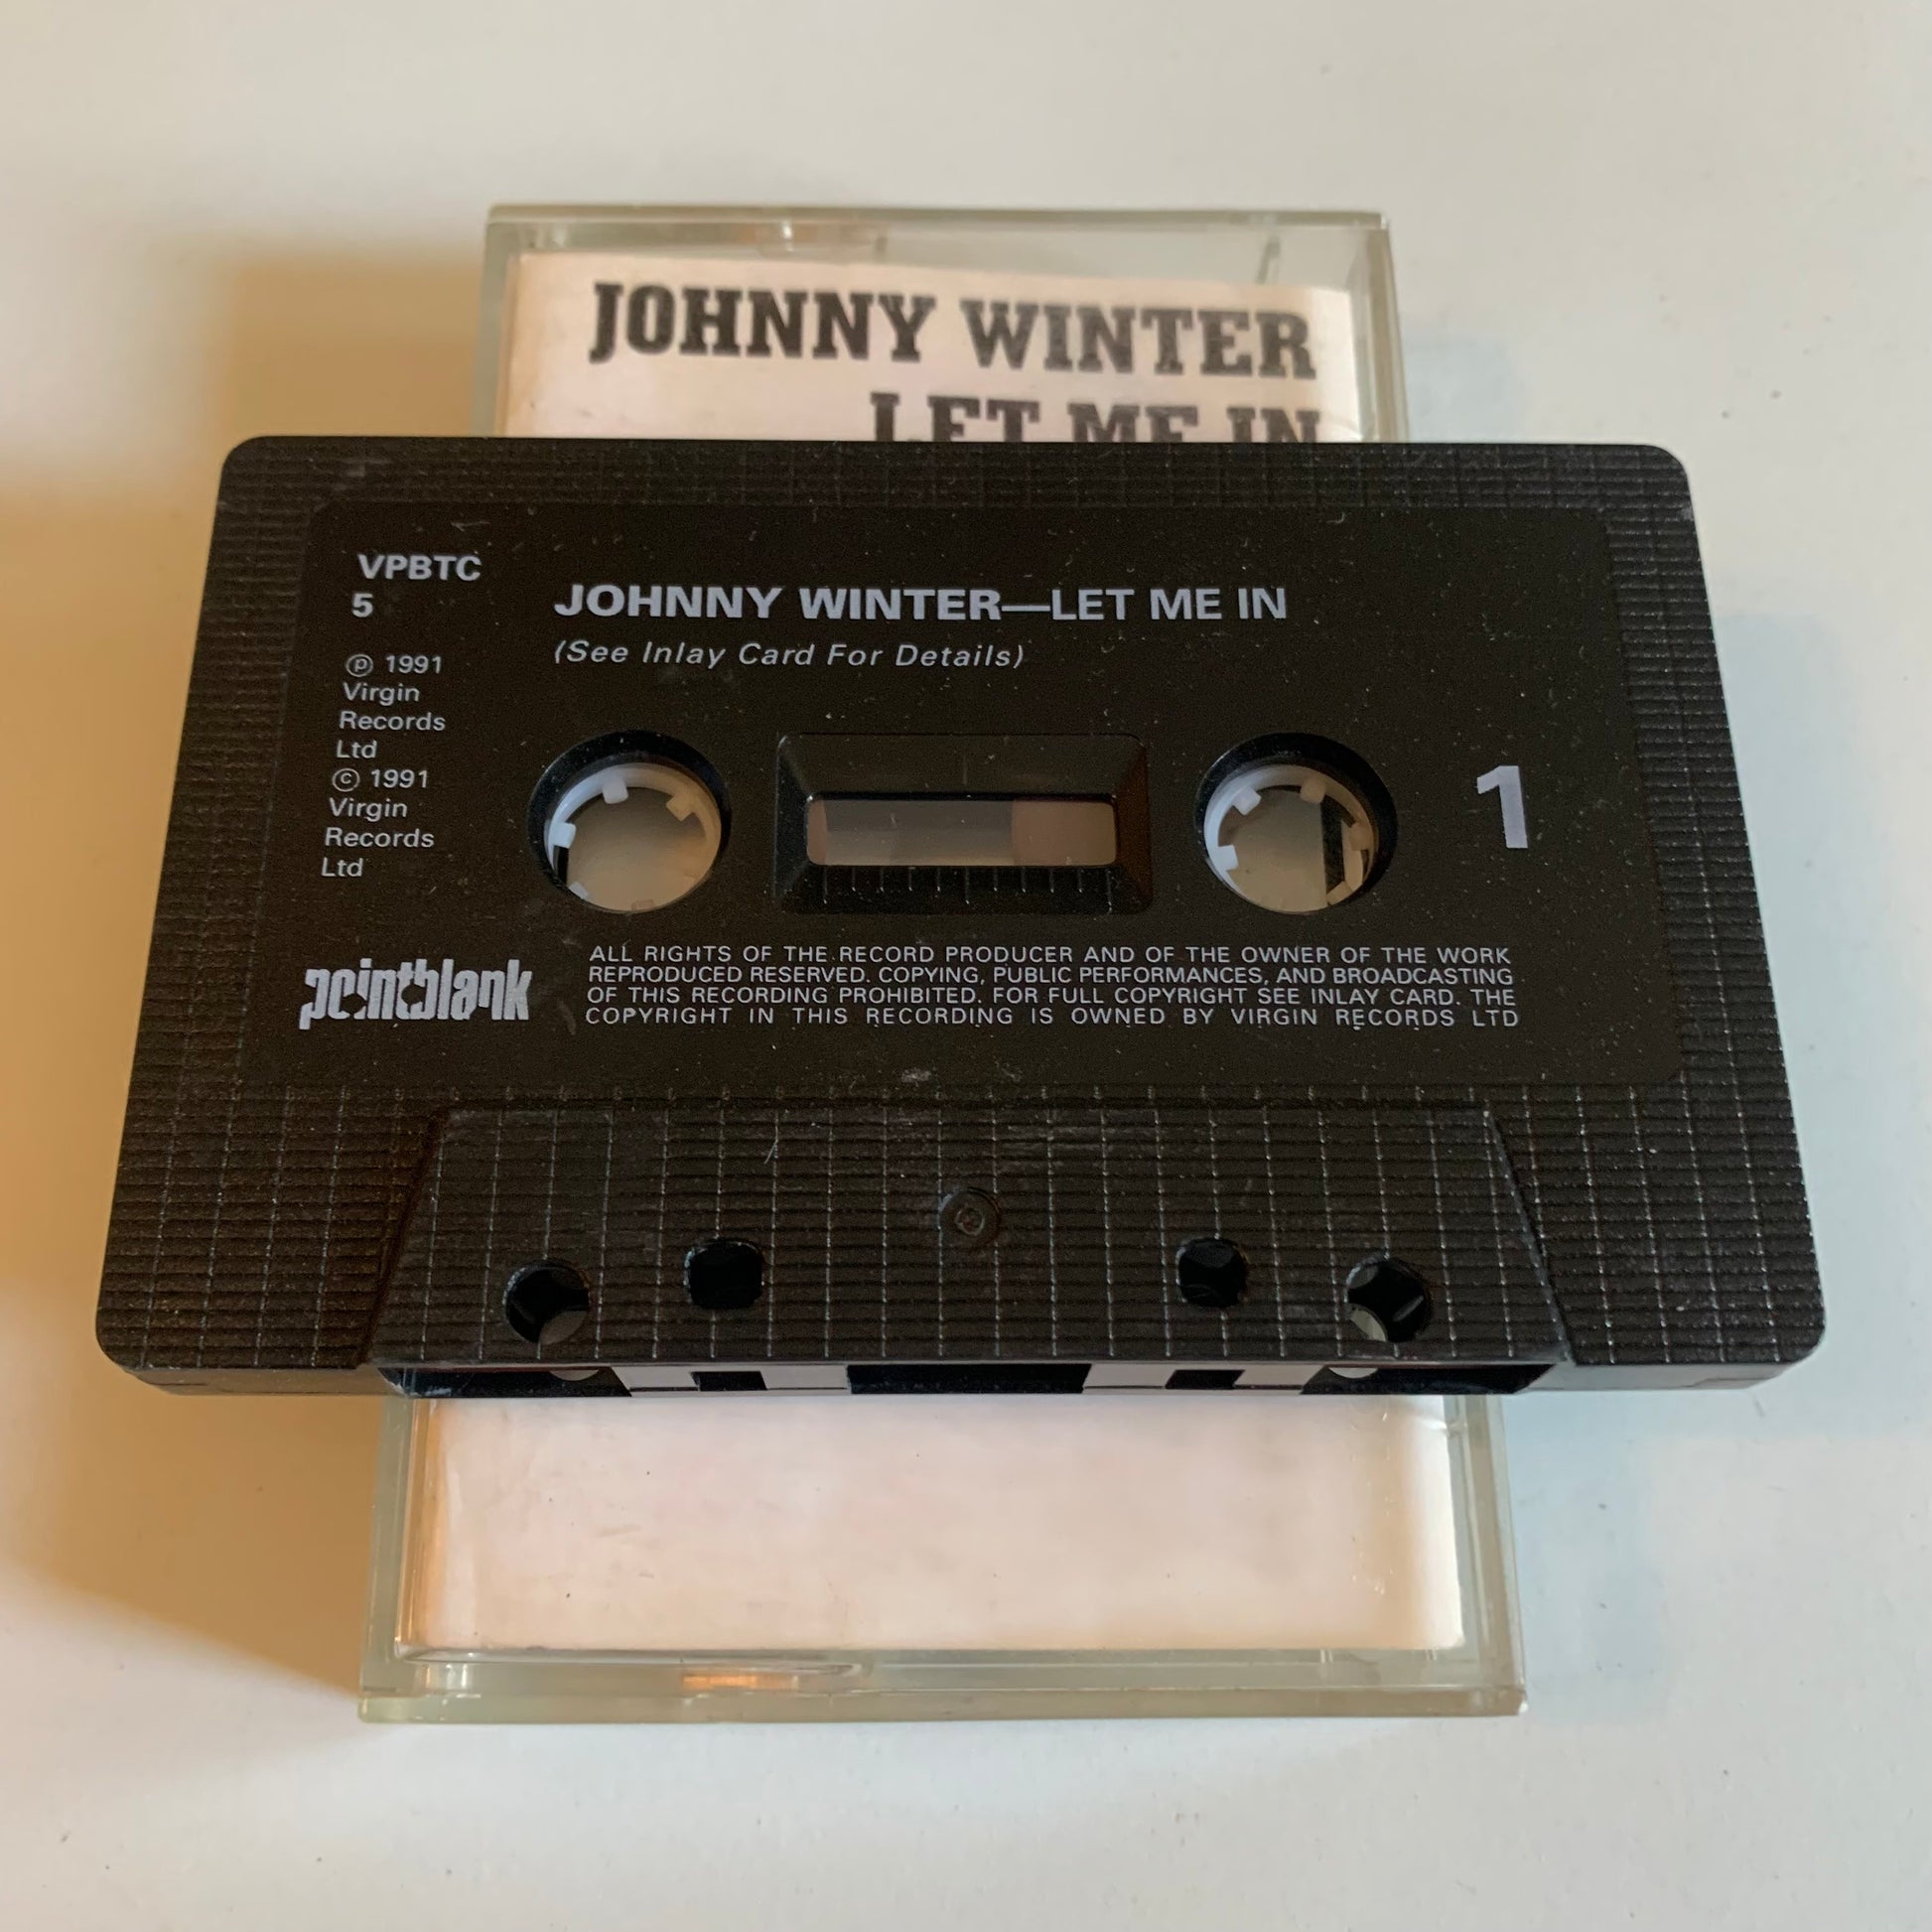 JOHNNY WINTER
LET ME IN
VPBTC
5
JOHNNY WINTER—LET ME IN
(See Inlay Card For Details)
℗ 1991
Virgin
Records
Ltd
© 1991
Virgin
Records
Ltd
1
pointblank
ALL RIGHTS OF THE RECORD PRODUCER AND OF THE OWNER OF THE WORK
REPRODUCED RESERVED. COPYING, PUBLIC PERFORMANCES, AND BROADCASTING
OF THIS RECORDING PROHIBITED. FOR FULL COPYRIGHT SEE INLAY CARD. THE
COPYRIGHT IN THIS RECORDING IS OWNED BY VIRGIN RECORDS LTD